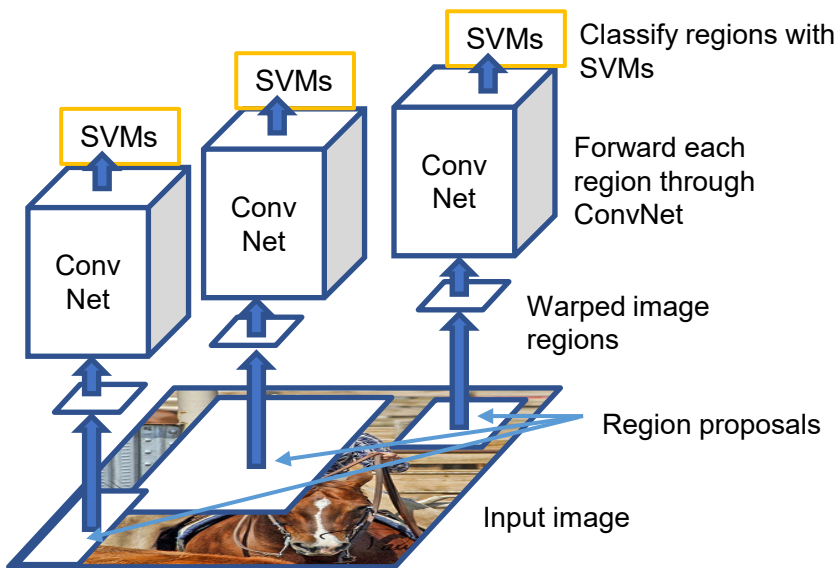 SVMs
Classify regions with
SVMs
SVMs
SVMs
Conv
Net
Forward each
region through
ConvNet
Conv
Net
Conv
Net
Warped image
regions
Region proposals
Input image